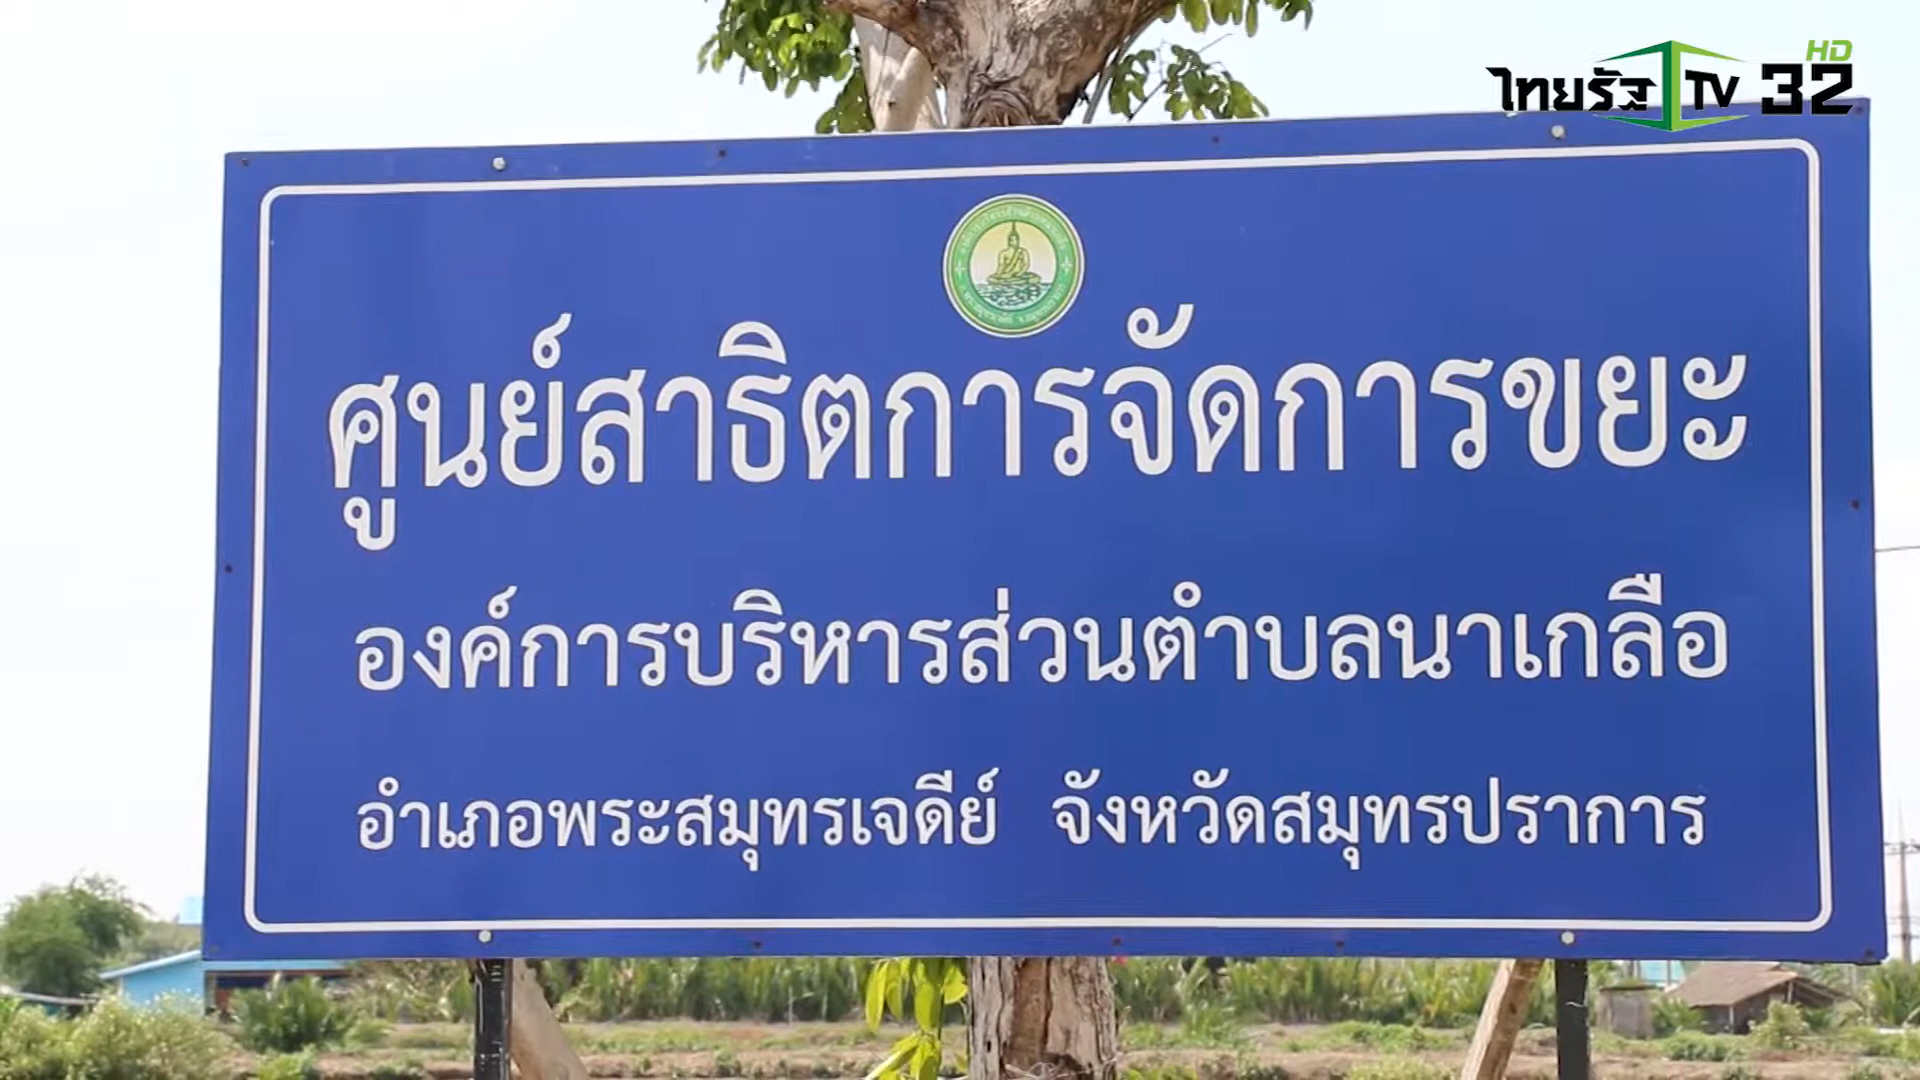 ไทยรัฐ TV 32 HD
ศูนย์สาธิตการจัดการขยะ
องค์การบริหารส่วนตำบลนาเกลือ
อำเภอพระสมุทรเจดีย์ จังหวัดสมุทรปราการ